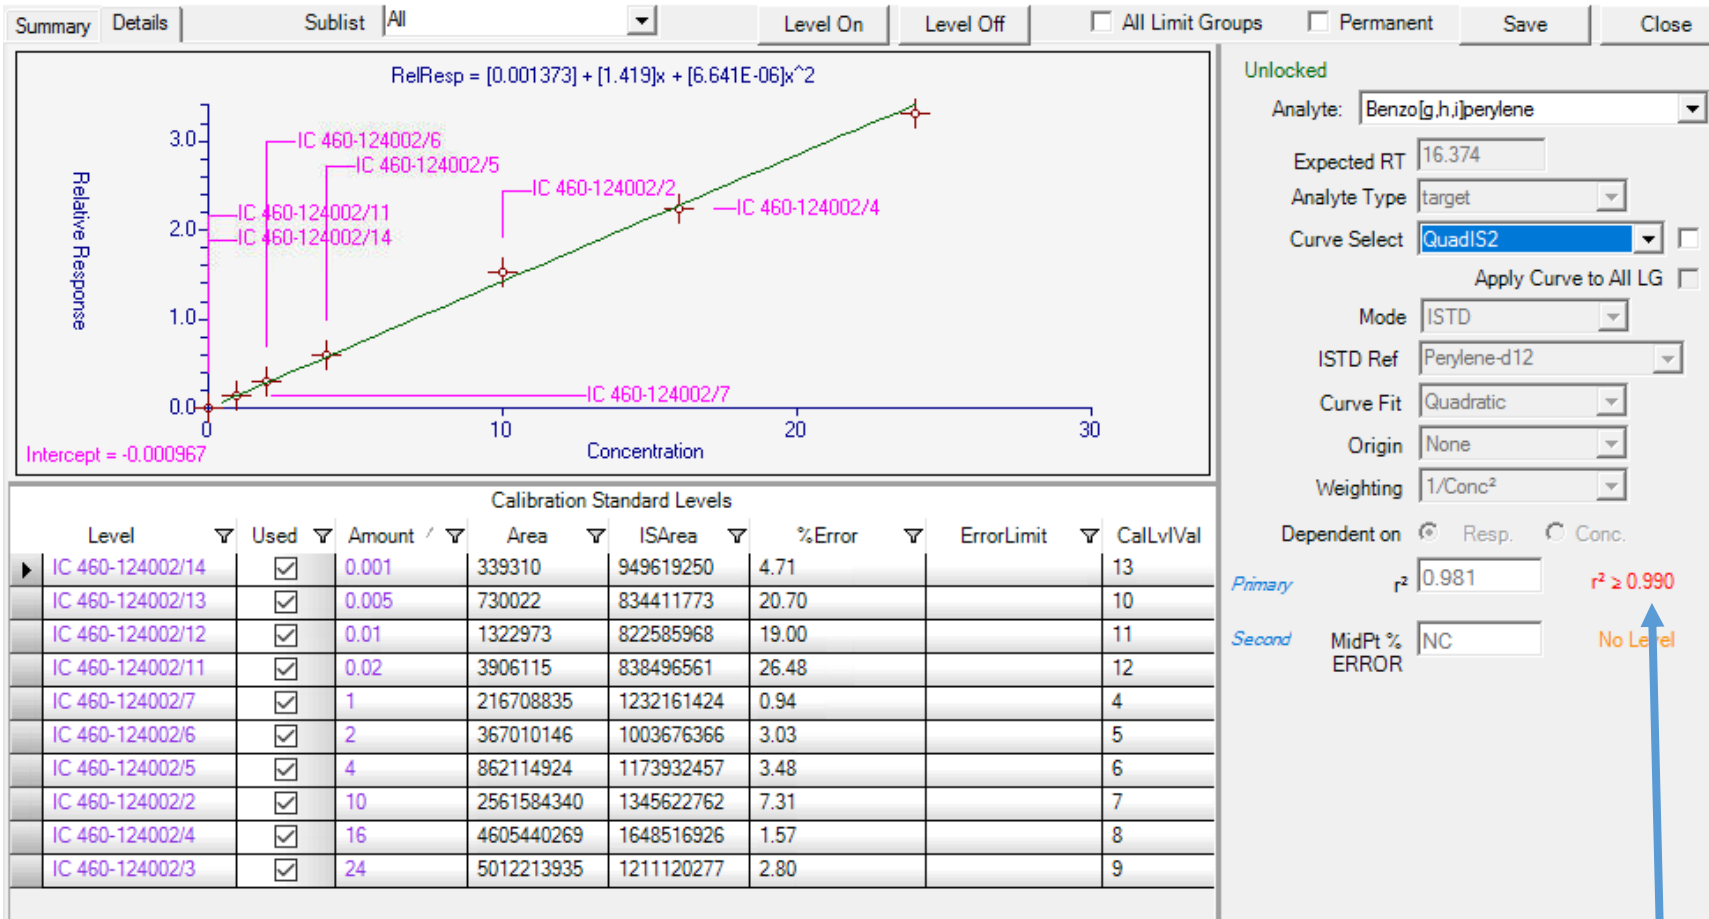 Summary Details Sublist All Level On Level Off All Limit Groups Permanent Save Close
RelResp = [0.001373] + [1.419]x + [6.641E-06]x^2
Relative Response
3.0
2.0
1.0
0.0
IC 460-124002/6
IC 460-124002/5
IC 460-124002/2
IC 460-124002/4
IC 460-124002/11
IC 460-124002/14
IC 460-124002/7
0 10 20 30
Concentration
Intercept = -0.000967
Unlocked
Analyte: Benzo[g,h,i]perylene
Expected RT 16.374
Analyte Type target
Curve Select QuadIS2
Apply Curve to All LG
Mode ISTD
ISTD Ref Perylene-d12
Curve Fit Quadratic
Origin None
Weighting 1/Conc²
Dependent on Resp. Conc.
Primary r² 0.981 r² ≥ 0.990
Second MidPt % ERROR NC No Level
Calibration Standard Levels
Level Used Amount Area ISArea %Error ErrorLimit CalLvlVal
IC 460-124002/14 0.001 339310 949619250 4.71 13
IC 460-124002/13 0.005 730022 834411773 20.70 10
IC 460-124002/12 0.01 1322973 822585968 19.00 11
IC 460-124002/11 0.02 3906115 838496561 26.48 12
IC 460-124002/7 1 216708835 1232161424 0.94 4
IC 460-124002/6 2 367010146 1003676366 3.03 5
IC 460-124002/5 4 862114924 1173932457 3.48 6
IC 460-124002/2 10 2561584340 1345622762 7.31 7
IC 460-124002/4 16 4605440269 1648516926 1.57 8
IC 460-124002/3 24 5012213935 1211120277 2.80 9